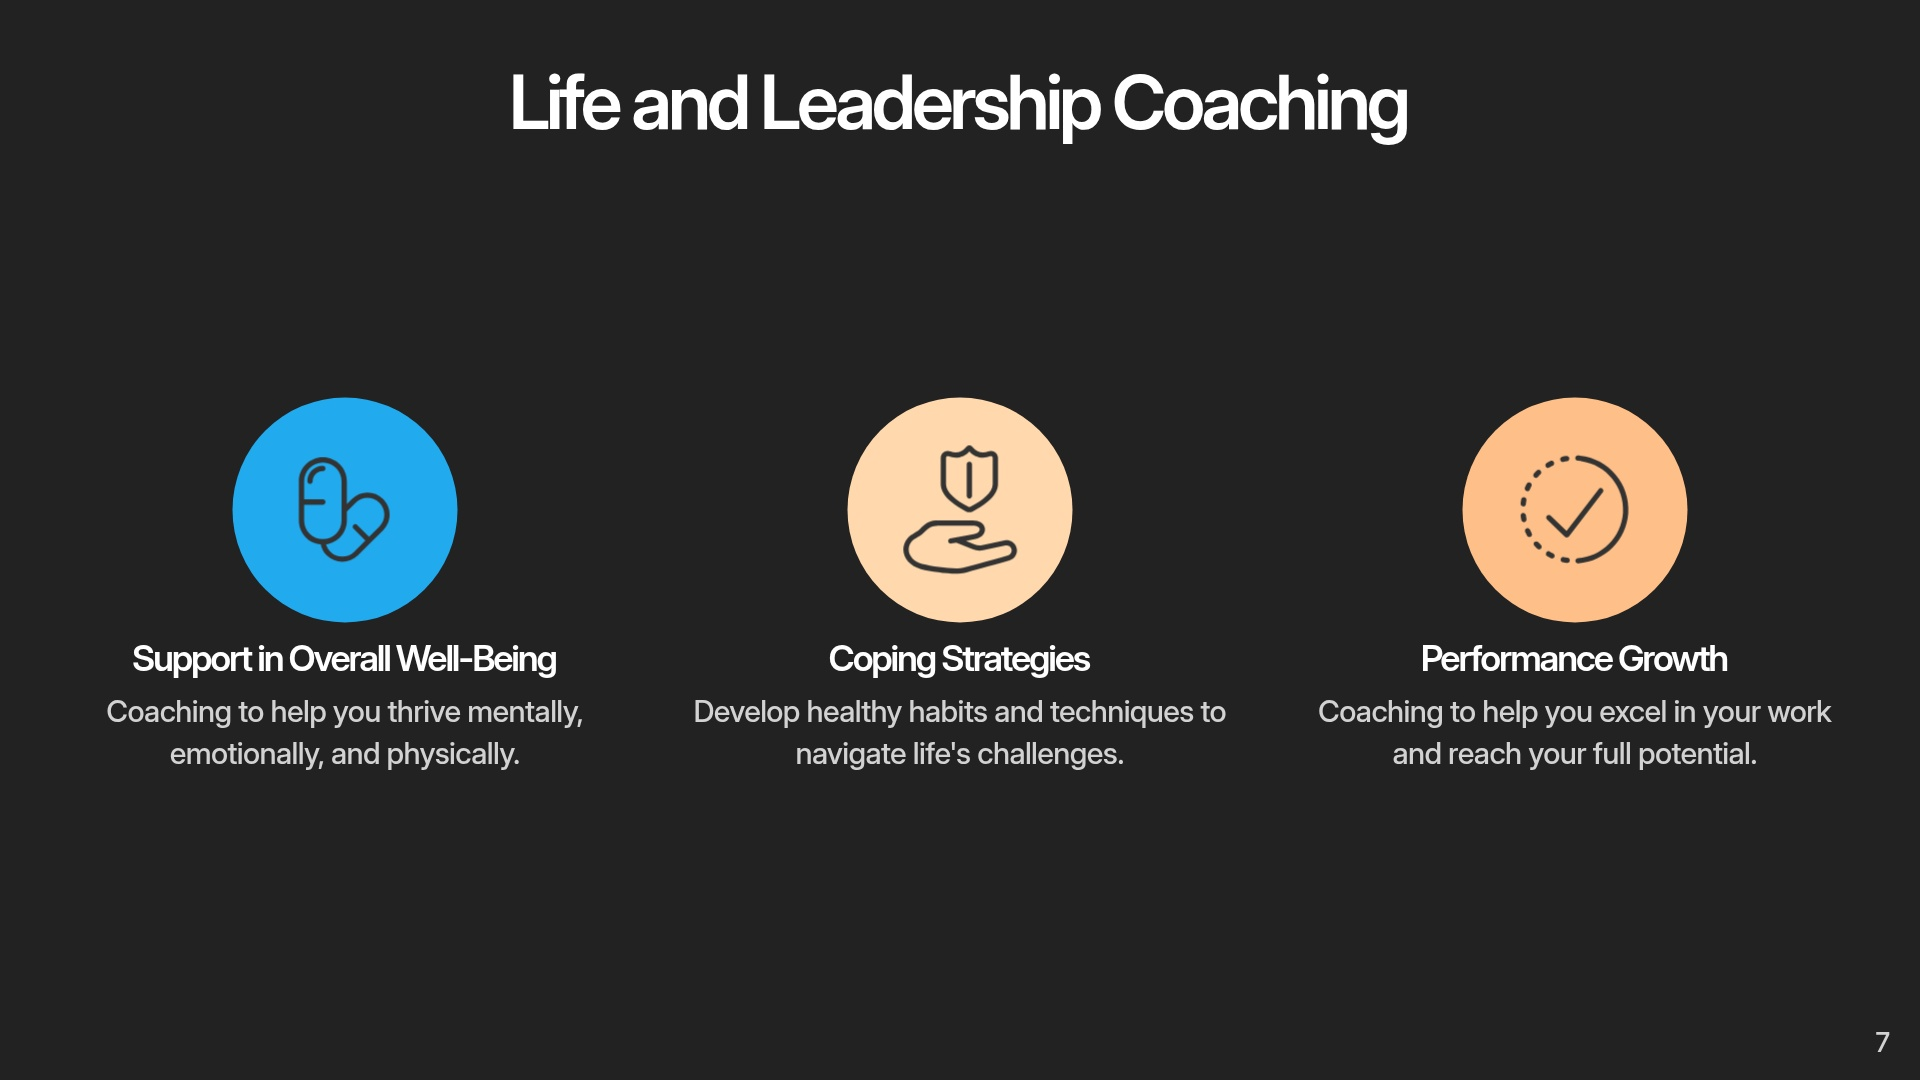 Life and Leadership Coaching
Support in Overall Well-Being
Coaching to help you thrive mentally,
emotionally, and physically.
Coping Strategies
Develop healthy habits and techniques to
navigate life's challenges.
Performance Growth
Coaching to help you excel in your work
and reach your full potential.
7